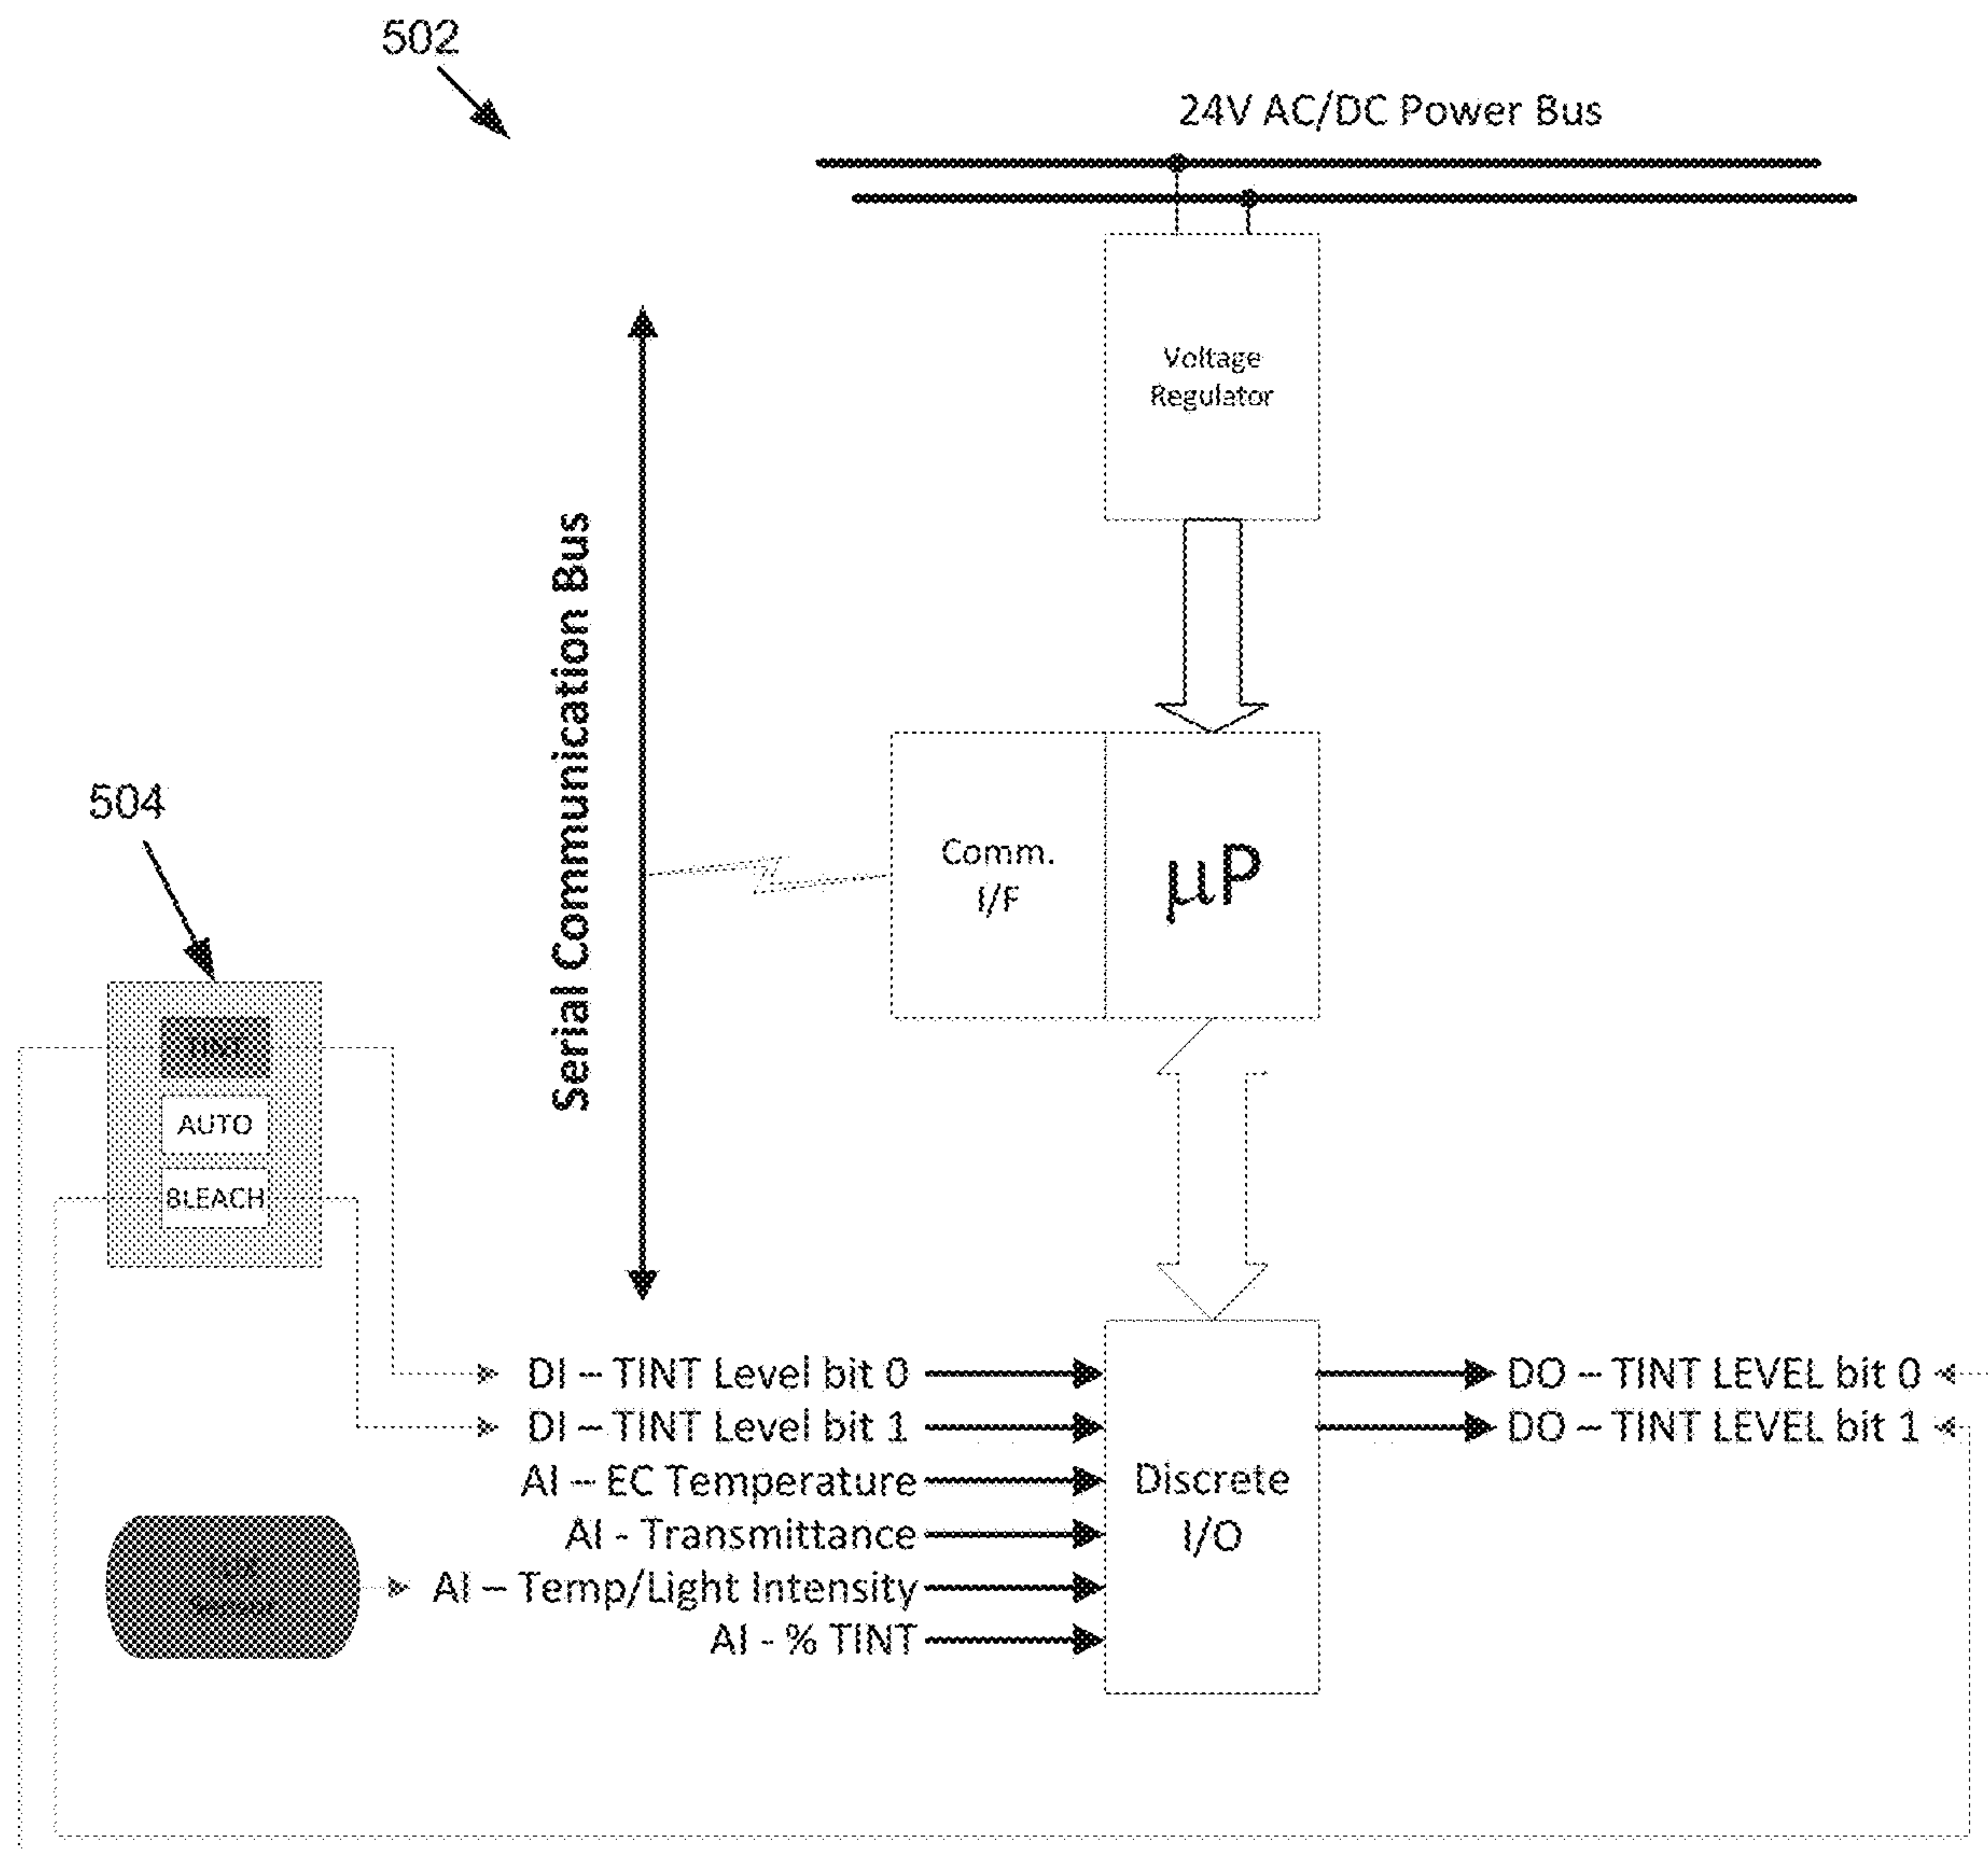 502
24V AC/DC Power Bus
Voltage
Regulator
Serial Communication Bus
504
Comm.
I/F
µP
TINT
AUTO
BLEACH
DI – TINT Level bit 0
DO – TINT LEVEL bit 0
DI – TINT Level bit 1
DO – TINT LEVEL bit 1
AI – EC Temperature
Discrete
I/O
AI - Transmittance
AI – Temp/Light Intensity
AI - % TINT